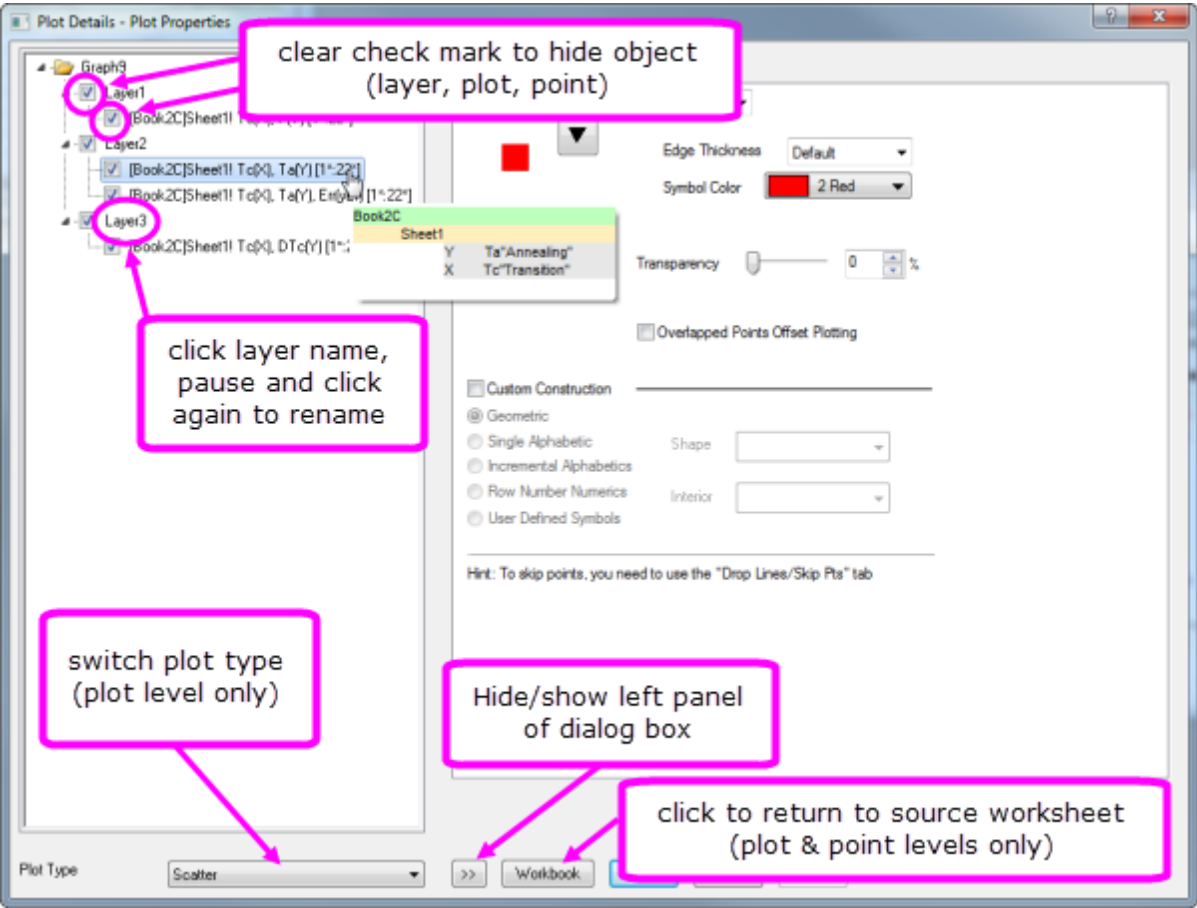 Plot Details - Plot Properties
clear check mark to hide object
(layer, plot, point)
Graph9
Layer1
[Book2C]Sheet1! Tc(X),
Layer2
[Book2C]Sheet1! Tc(X), Ta(Y) [1*:22*]
[Book2C]Sheet1! Tc(X), Ta(Y), [1*:22*]
Layer3
[Book2C]Sheet1! Tc(X), DTc(Y) [1*:2
Book2C
Sheet1
Y Ta"Annealing"
X Tc"Transition"
Edge Thickness Default
Symbol Color 2 Red
Transparency 0 %
Overlapped Points Offset Plotting
click layer name,
pause and click
again to rename
Custom Construction
Geometric
Single Alphabetic
Shape
Incremental Alphabetics
Row Number Numerics
Interior
User Defined Symbols
Hint: To skip points, you need to use the "Drop Lines/Skip Pts" tab
switch plot type
(plot level only)
Hide/show left panel
of dialog box
click to return to source worksheet
(plot & point levels only)
Plot Type Scatter >> Workbook